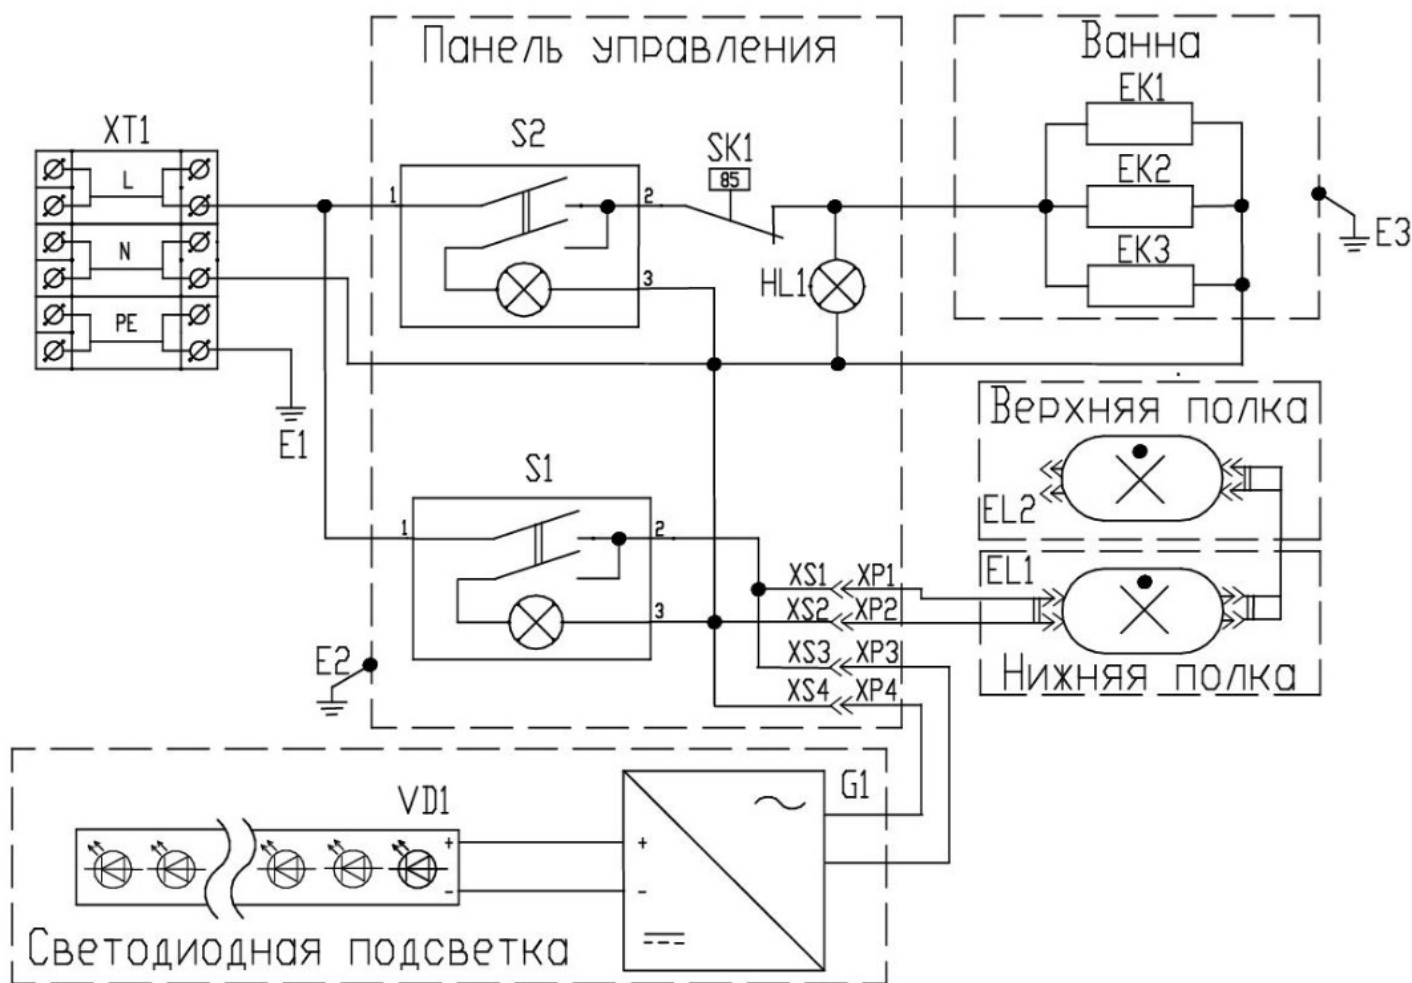 Панель управления
Ванна
XT1
L
N
PE
E1
S2
1
2
3
SK1
85
HL1
EK1
EK2
EK3
E3
Верхняя полка
EL2
S1
1
2
3
E2
XS1 XP1
XS2 XP2
XS3 XP3
XS4 XP4
EL1
Нижняя полка
VD1
+
-
+
-
G1
Светодиодная подсветка